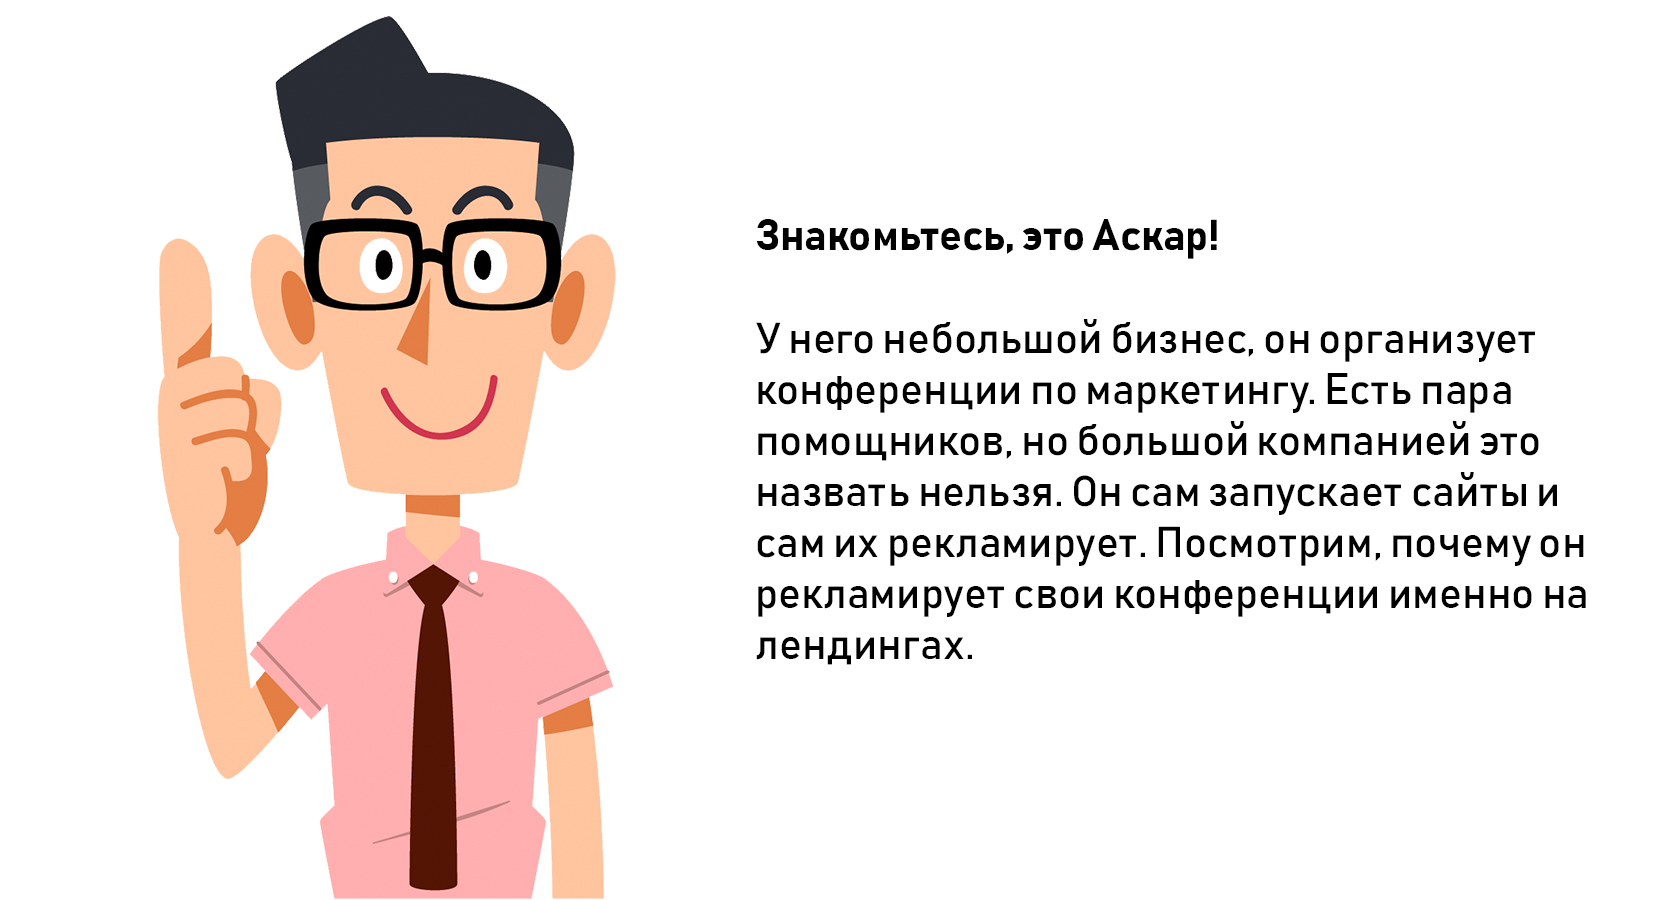 Знакомьтесь, это Аскар!
У него небольшой бизнес, он организует
конференции по маркетингу. Есть пара
помощников, но большой компанией это
назвать нельзя. Он сам запускает сайты и
сам их рекламирует. Посмотрим, почему он
рекламирует свои конференции именно на
лендингах.